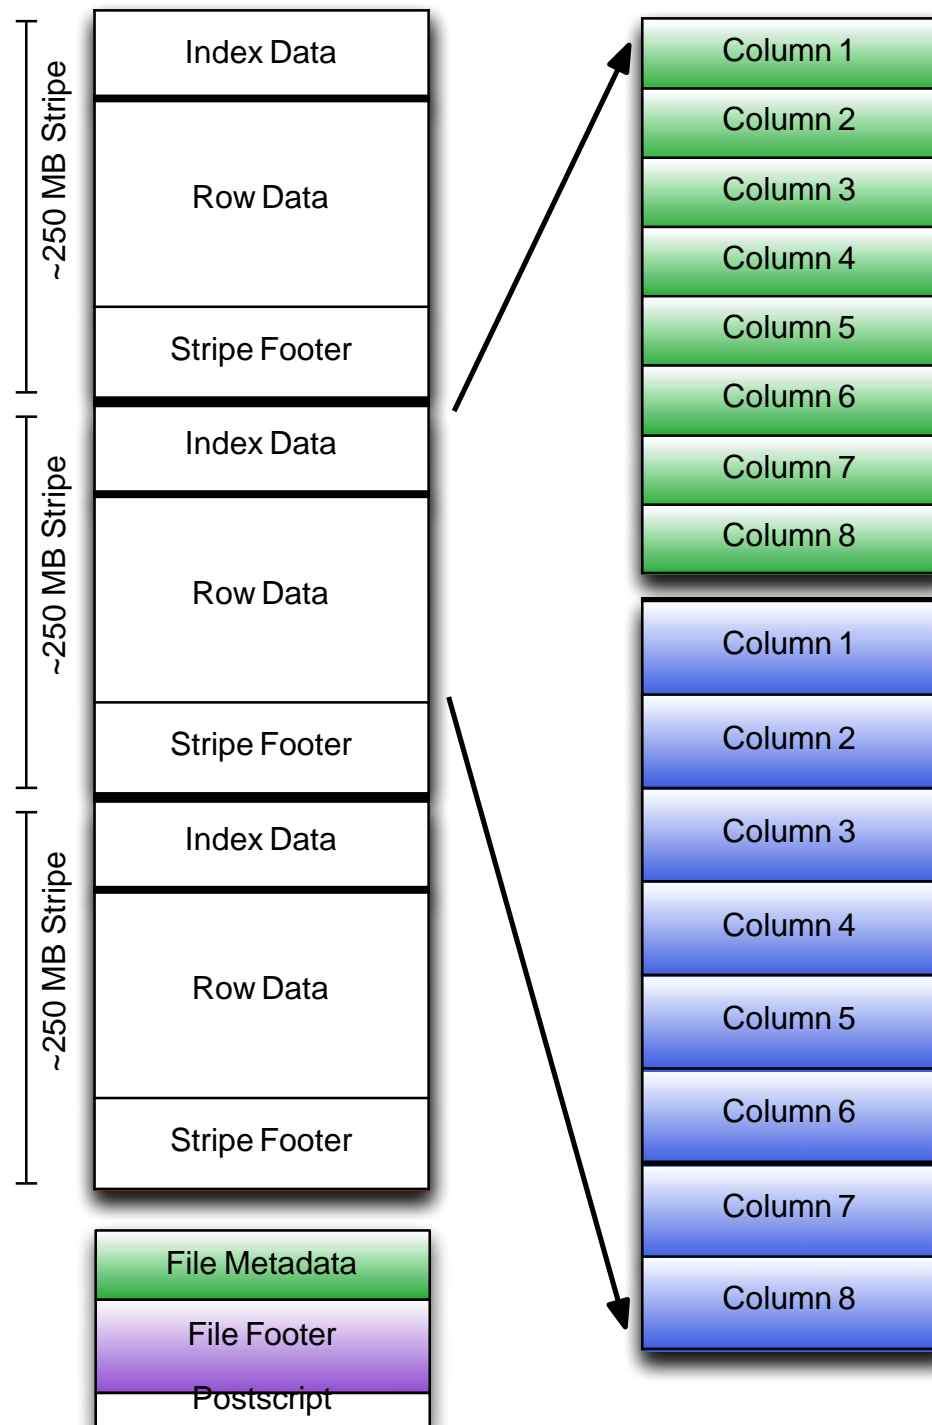 ~250 MB Stripe
Index Data
Row Data
Stripe Footer
~250 MB Stripe
Index Data
Row Data
Stripe Footer
~250 MB Stripe
Index Data
Row Data
Stripe Footer
File Metadata
File Footer
Postscript
Column 1
Column 2
Column 3
Column 4
Column 5
Column 6
Column 7
Column 8
Column 1
Column 2
Column 3
Column 4
Column 5
Column 6
Column 7
Column 8